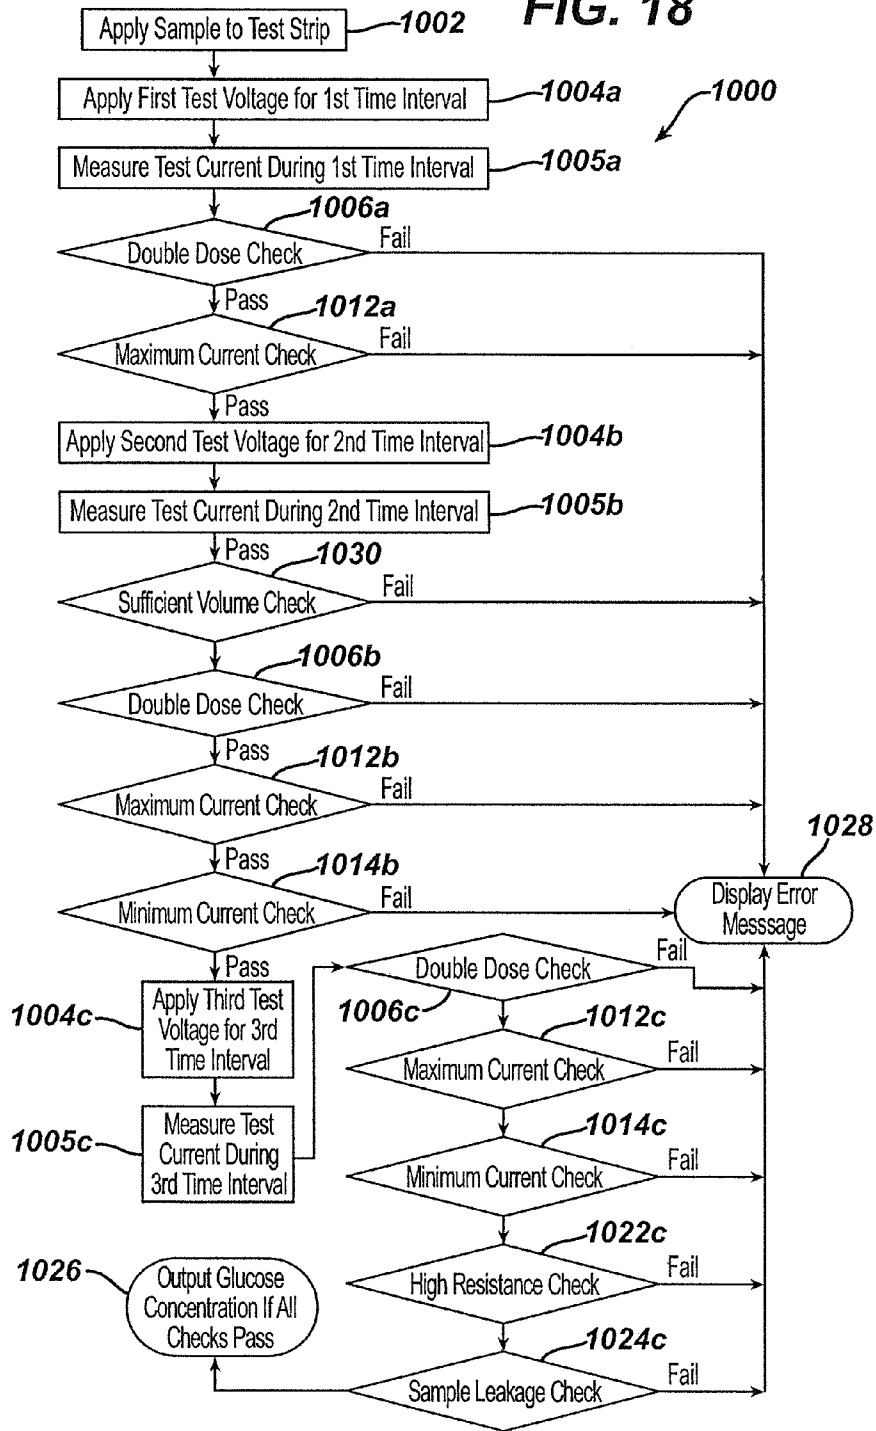 FIG. 18
Apply Sample to Test Strip
1002
Apply First Test Voltage for 1st Time Interval
1004a
1000
Measure Test Current During 1st Time Interval
1005a
1006a
Double Dose Check
Fail
Pass
1012a
Maximum Current Check
Fail
Pass
Apply Second Test Voltage for 2nd Time Interval
1004b
Measure Test Current During 2nd Time Interval
1005b
Pass
1030
Sufficient Volume Check
Fail
1006b
Double Dose Check
Fail
Pass
1012b
Maximum Current Check
Fail
Pass
1014b
Minimum Current Check
Fail
1028
Display Error
Messsage
Pass
1004c
Apply Third Test
Voltage for 3rd
Time Interval
1005c
Measure Test
Current During
3rd Time Interval
Double Dose Check
Fail
1006c
1012c
Maximum Current Check
Fail
1014c
Minimum Current Check
Fail
1022c
High Resistance Check
Fail
1024c
Sample Leakage Check
Fail
1026
Output Glucose
Concentration If All
Checks Pass